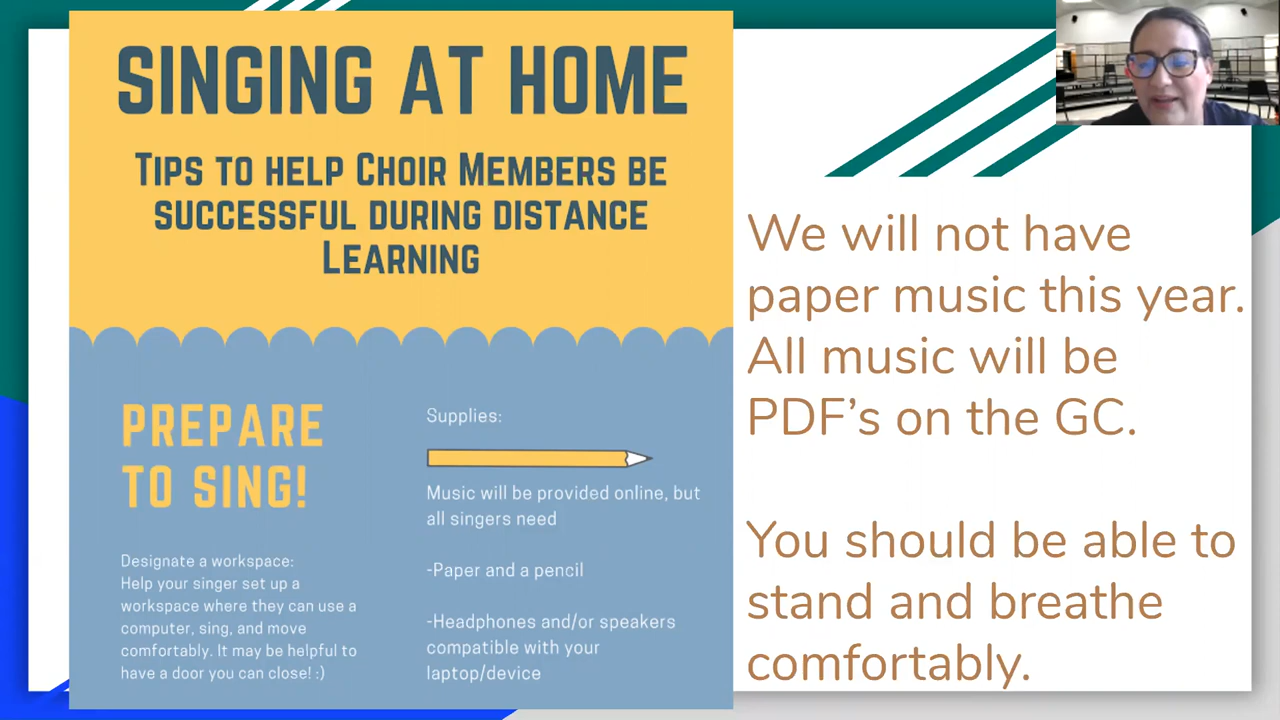 SINGING AT HOME
TIPS TO HELP CHOIR MEMBERS BE
SUCCESSFUL DURING DISTANCE
LEARNING
PREPARE
TO SING!
Designate a workspace:
Help your singer set up a
workspace where they can use a
computer, sing, and move
comfortably. It may be helpful to
have a door you can close! :)
Supplies:
Music will be provided online, but
all singers need
-Paper and a pencil
-Headphones and/or speakers
compatible with your
laptop/device
We will not have
paper music this year.
All music will be
PDF’s on the GC.
You should be able to
stand and breathe
comfortably.